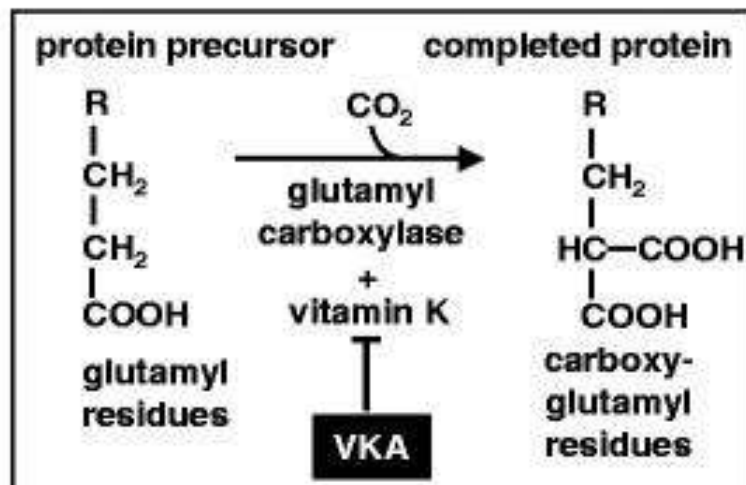 protein precursor
completed protein
R
CH₂
CH₂
COOH
glutamyl
residues
CO₂
glutamyl
carboxylase
+
vitamin K
VKA
R
CH₂
HC—COOH
COOH
carboxy-
glutamyl
residues